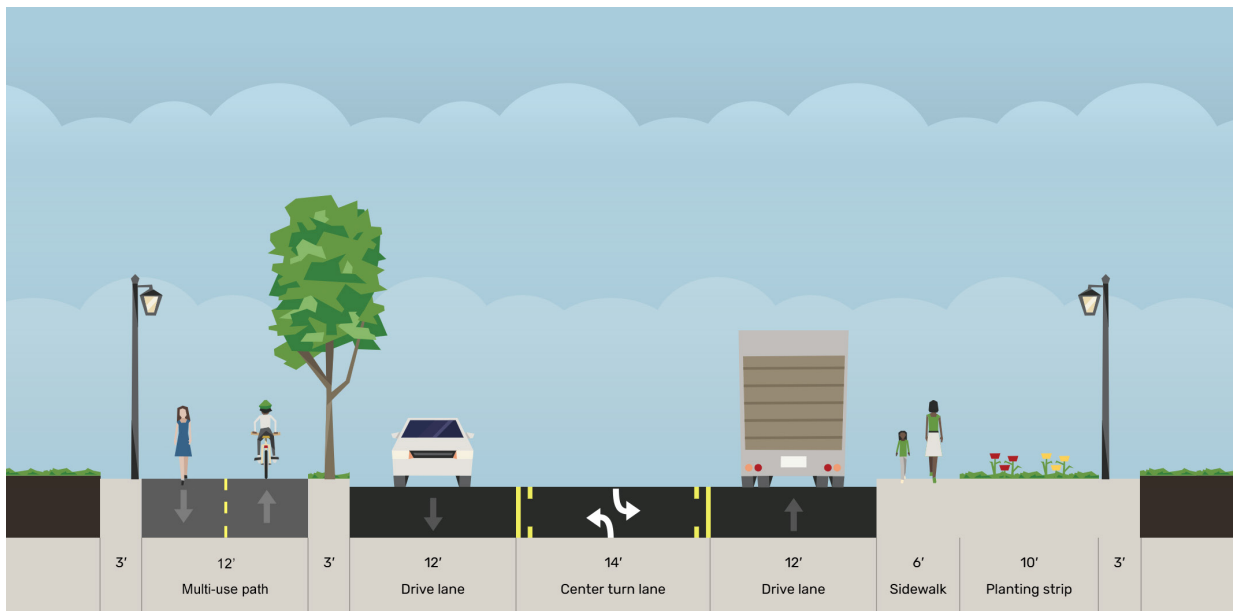 3′
12′
Multi-use path
3′
12′
Drive lane
14′
Center turn lane
12′
Drive lane
6′
Sidewalk
10′
Planting strip
3′